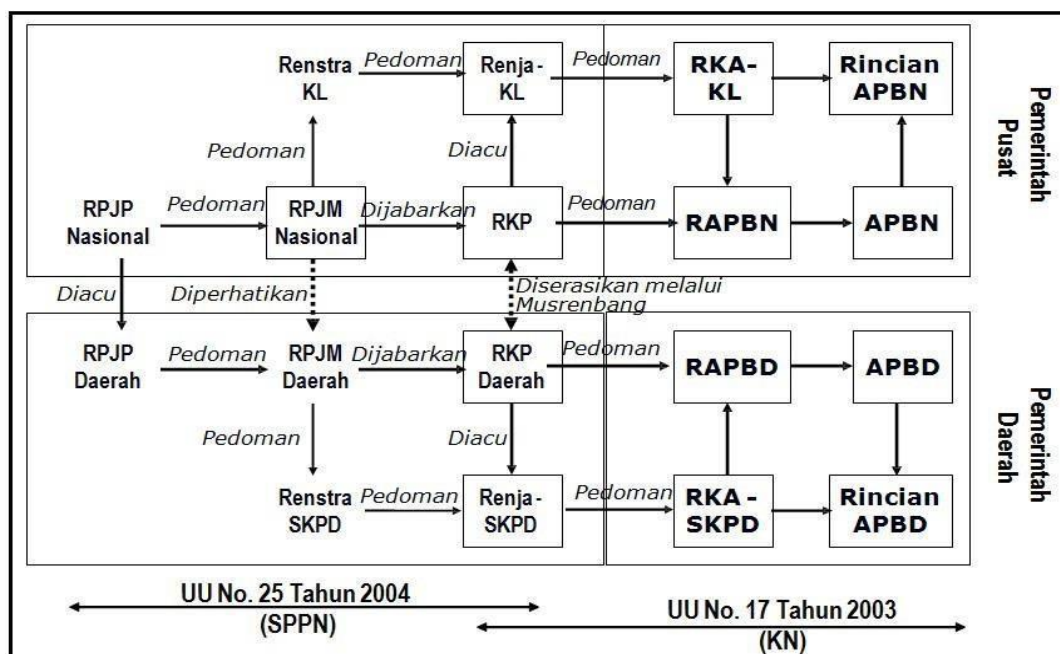 Renstra
KL
Pedoman
Renja -
KL
Pedoman
RKA-
KL
Rincian
APBN
Pemerintah
Pusat
Pedoman
Diacu
RPJP
Nasional
Pedoman
RPJM
Nasional
Dijabarkan
RKP
Pedoman
RAPBN
APBN
Diacu
Diperhatikan
Diserasikan melalui
Musrenbang
RPJP
Daerah
Pedoman
RPJM
Daerah
Dijabarkan
RKP
Daerah
Pedoman
RAPBD
APBD
Pemerintah
Daerah
Pedoman
Diacu
Renstra
SKPD
Pedoman
Renja-
SKPD
Pedoman
RKA -
SKPD
Rincian
APBD
UU No. 25 Tahun 2004
(SPPN)
UU No. 17 Tahun 2003
(KN)